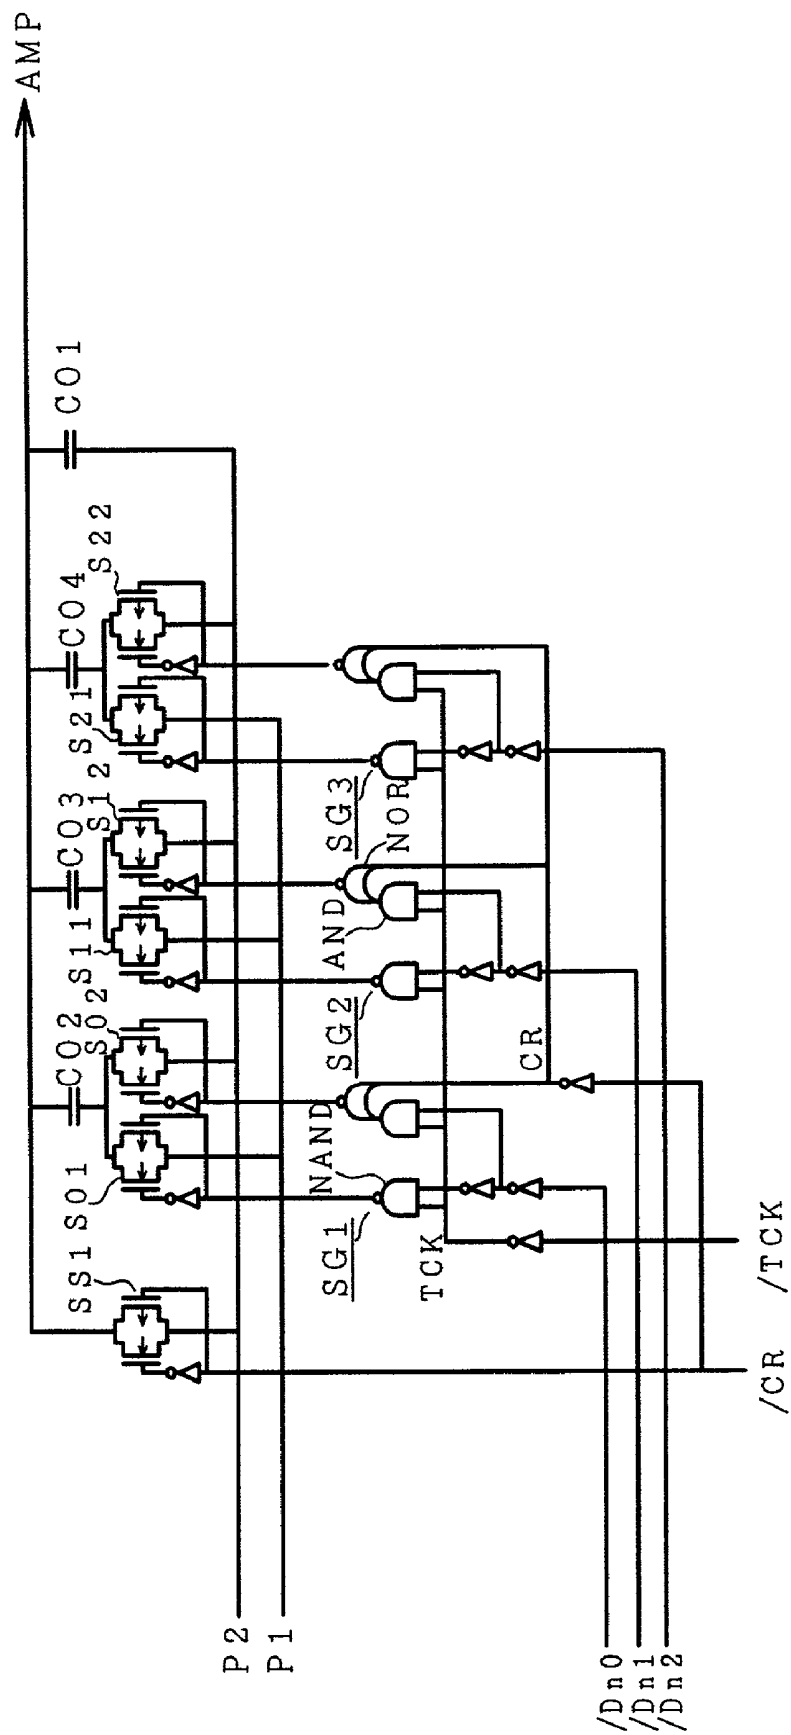 AMP
CO1
CO2
CO3
CO4
SS1
S01
S02
S11
S12
S21
S22
P2
P1
SG1
NAND
SG2
AND
NOR
SG3
TCK
CR
/Dn0
/Dn1
/Dn2
/CR
/TCK